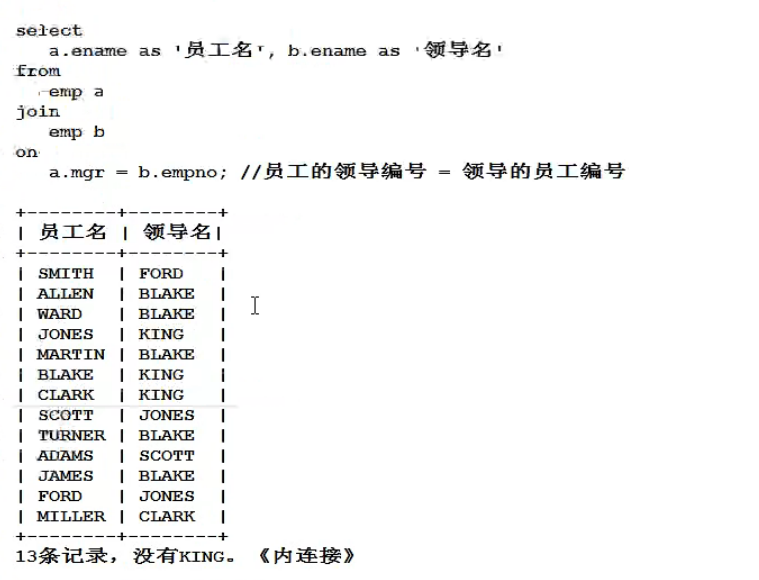 select
a.ename as '员工名', b.ename as '领导名'
from
emp a
join
emp b
on
a.mgr = b.empno; //员工的领导编号 = 领导的员工编号
+--------+--------+
| 员工名 | 领导名|
+--------+--------+
| SMITH | FORD |
| ALLEN | BLAKE |
| WARD | BLAKE |
| JONES | KING |
| MARTIN | BLAKE |
| BLAKE | KING |
| CLARK | KING |
| SCOTT | JONES |
| TURNER | BLAKE |
| ADAMS | SCOTT |
| JAMES | BLAKE |
| FORD | JONES |
| MILLER | CLARK |
+--------+--------+
13条记录，没有KING。《内连接》